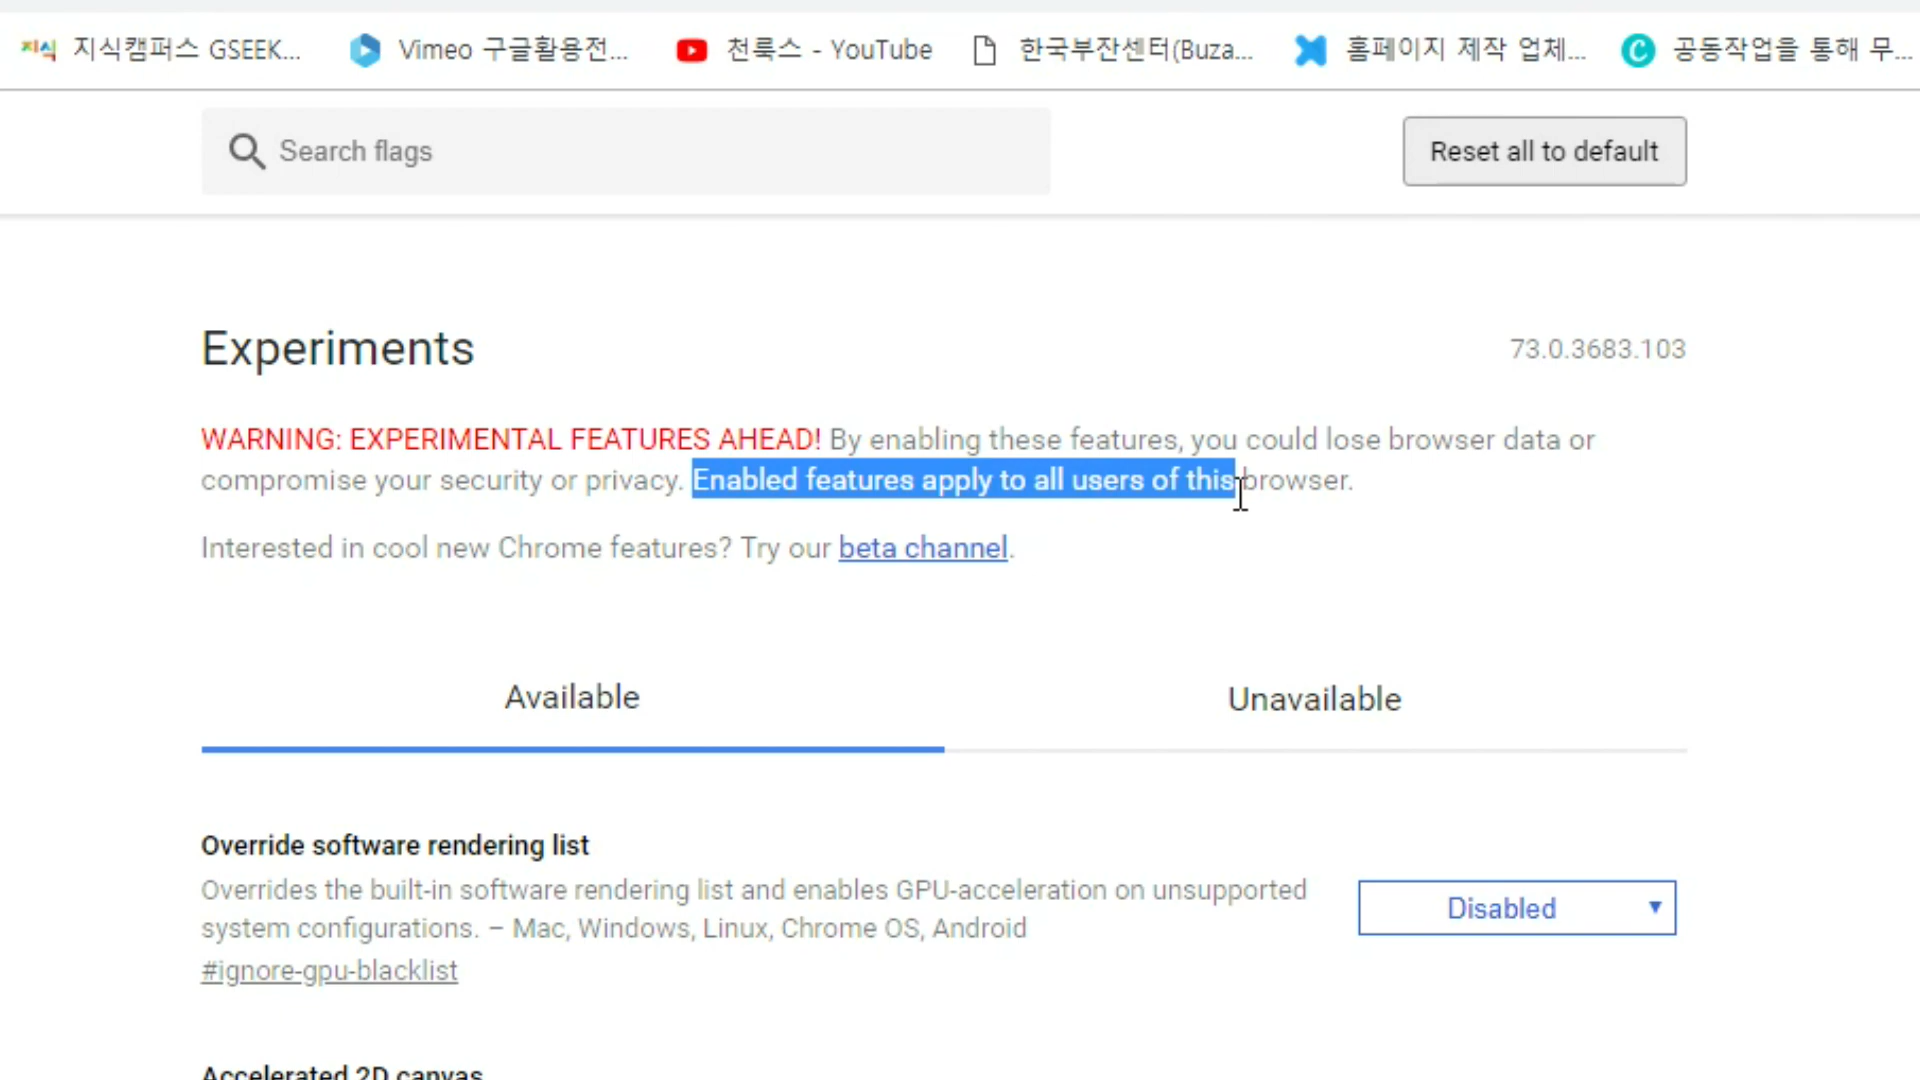 지식 지식캠퍼스 GSEEK... Vimeo 구글활용전... 천룩스 - YouTube 한국부잔센터(Buza... 홈페이지 제작 업체... 공동작업을 통해 무...
Search flags Reset all to default
Experiments 73.0.3683.103
WARNING: EXPERIMENTAL FEATURES AHEAD! By enabling these features, you could lose browser data or
compromise your security or privacy. Enabled features apply to all users of this browser.
Interested in cool new Chrome features? Try our beta channel.
Available Unavailable
Override software rendering list
Overrides the built-in software rendering list and enables GPU-acceleration on unsupported
system configurations. – Mac, Windows, Linux, Chrome OS, Android
Disabled
#ignore-gpu-blacklist
Accelerated 2D canvas